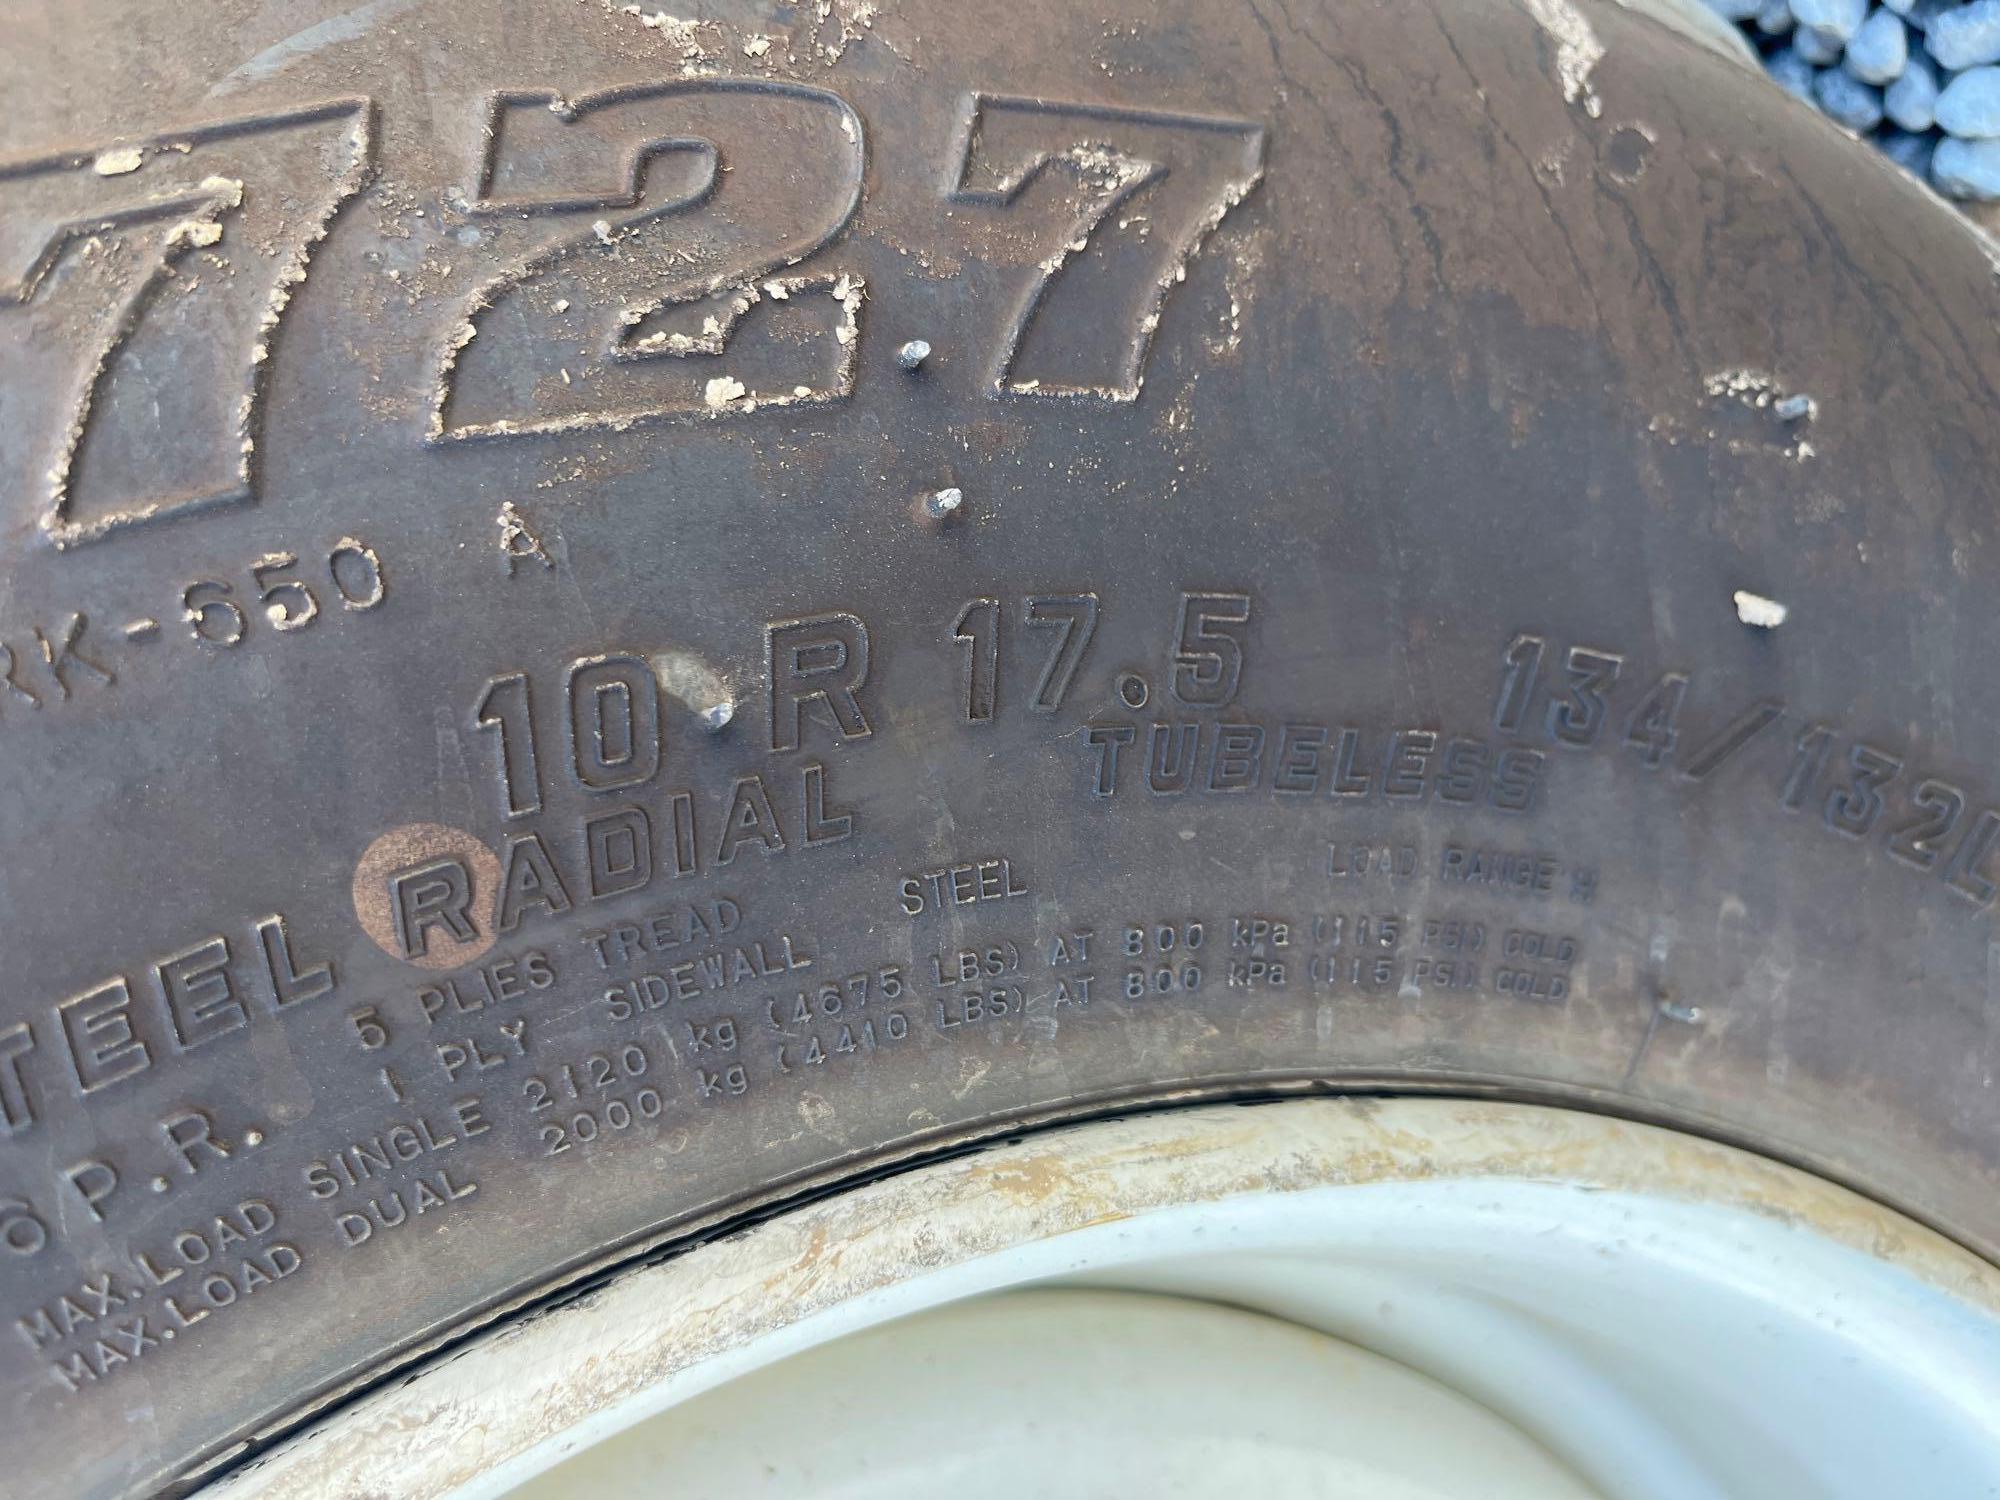 727
RK-650 A
10 R 17.5 134/132L
TEEL RADIAL TUBELESS
5 PLIES TREAD STEEL LOAD RANGE H
6 P.R. 1 PLY SIDEWALL
MAX.LOAD SINGLE 2120 kg (4675 LBS) AT 800 kPa (115 PSI) COLD
MAX.LOAD DUAL 2000 kg (4410 LBS) AT 800 kPa (115 PSI) COLD